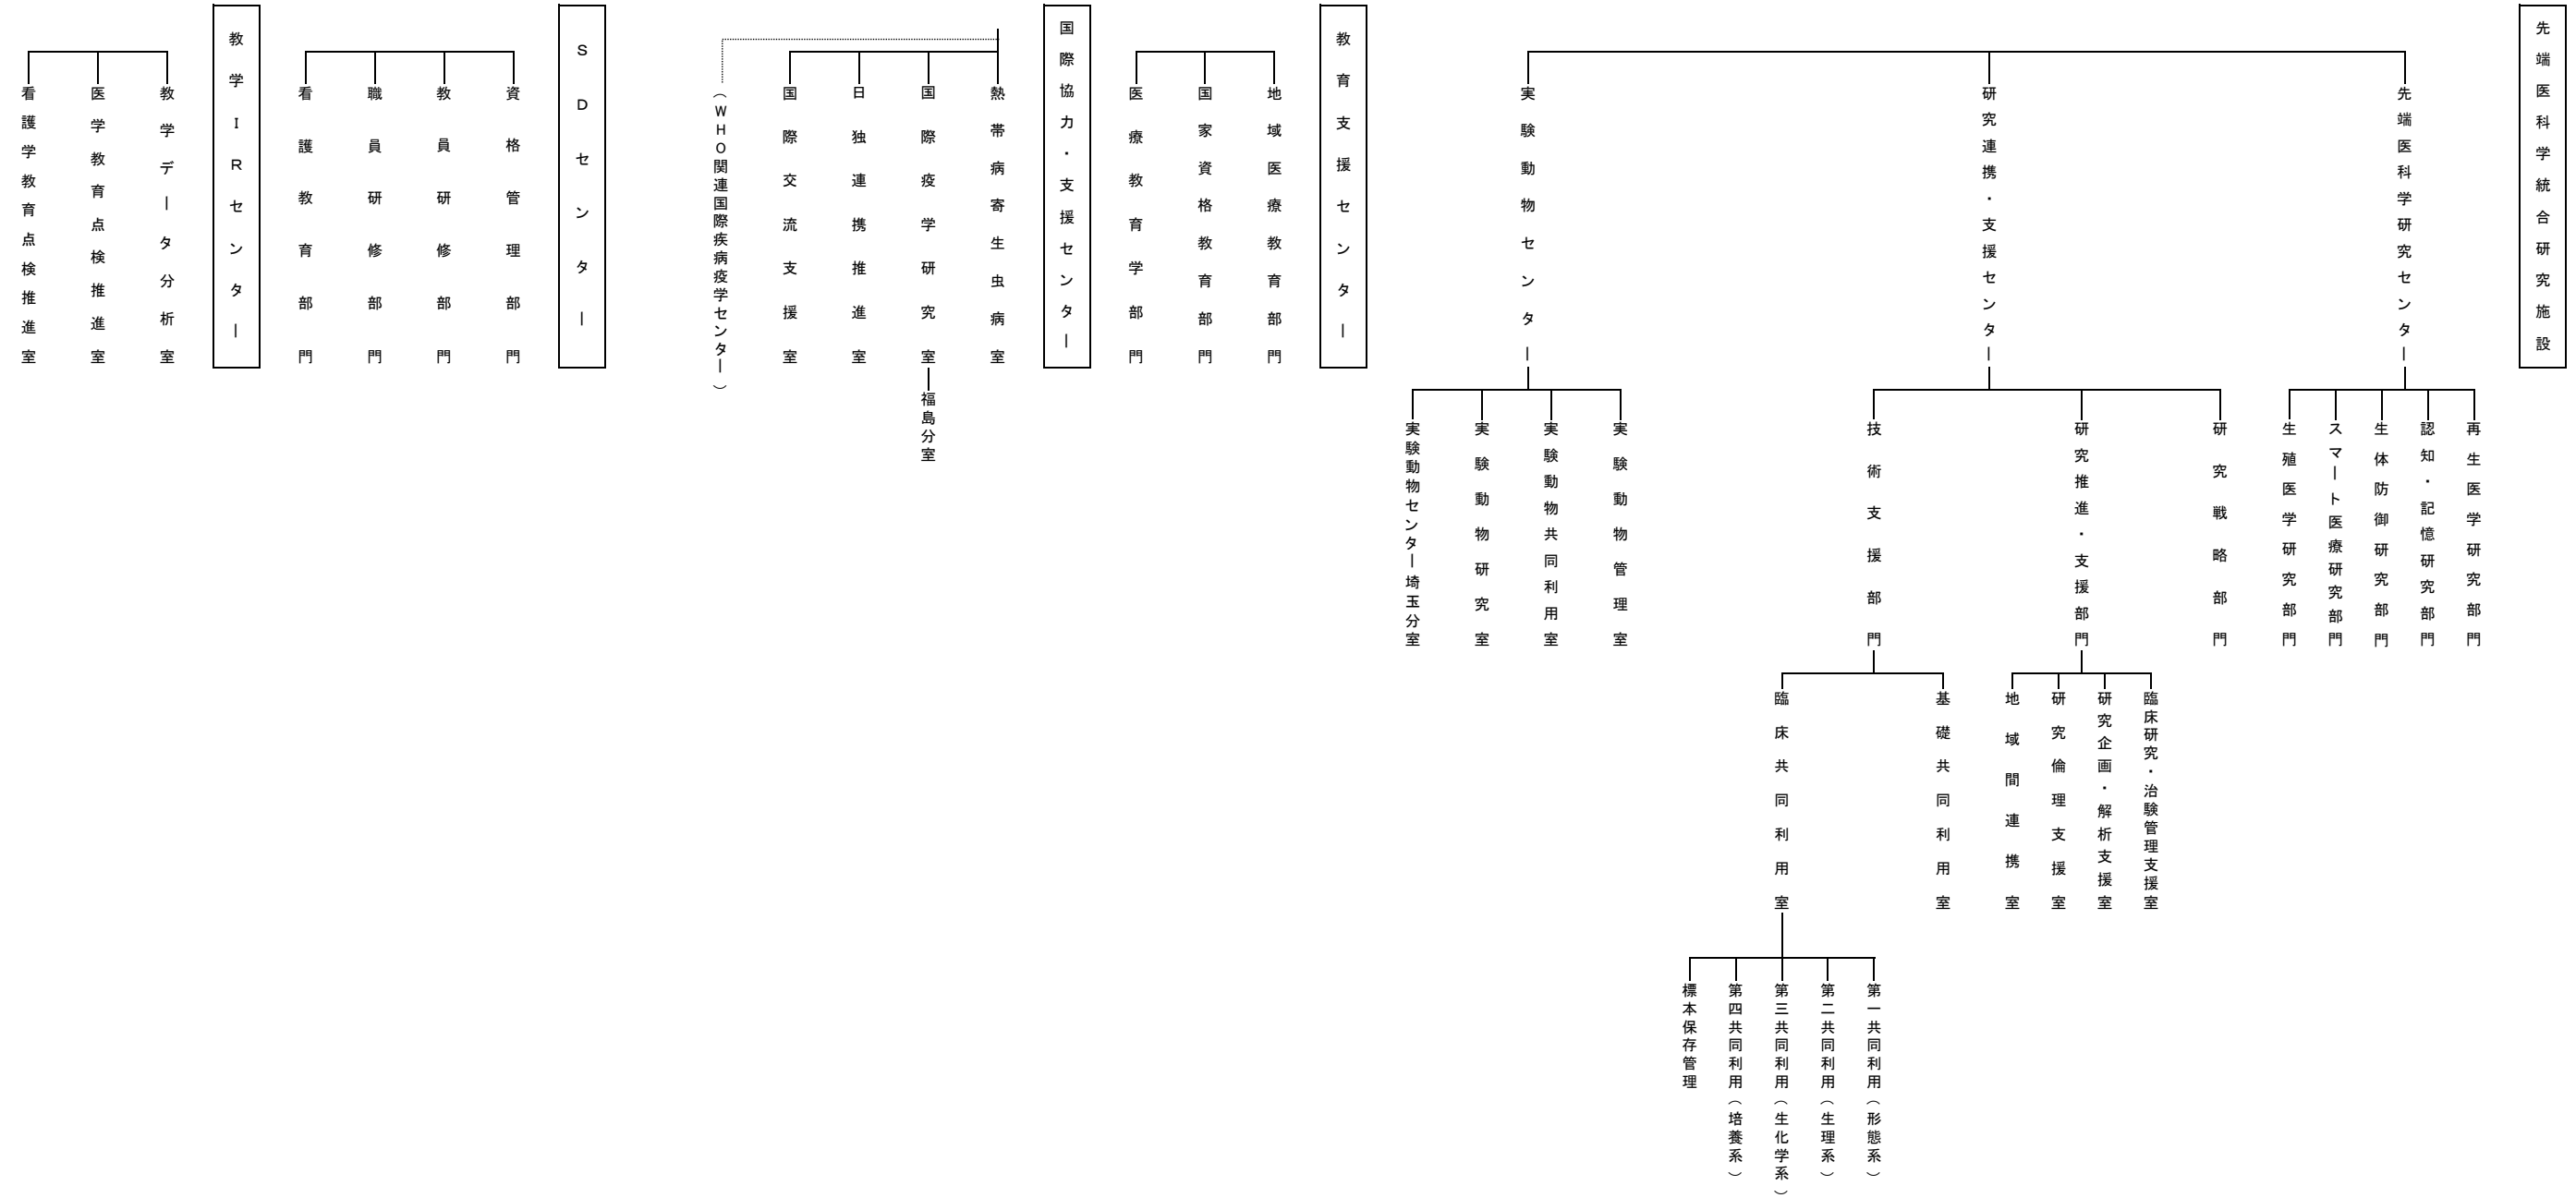 先端医科学統合研究施設
先端医科学研究センター
再生医学研究部門
認知・記憶研究部門
生体防御研究部門
スマート医療研究部門
生殖医学研究部門
研究連携・支援センター
研究戦略部門
研究推進・支援部門
臨床研究・治験管理支援室
研究企画・解析支援室
研究倫理支援室
地域間連携室
技術支援部門
基礎共同利用室
臨床共同利用室
第一共同利用（形態系）
第二共同利用（生理系）
第三共同利用（生化学系）
第四共同利用（培養系）
標本保存管理
実験動物センター
実験動物管理室
実験動物共同利用室
実験動物研究室
実験動物センター埼玉分室
教育支援センター
地域医療教育部門
国家資格教育部門
医療教育学部門
国際協力・支援センター
熱帯病寄生虫病室
国際疫学研究室
福島分室
日独連携推進室
国際交流支援室
（WHO関連国際疾病疫学センター）
SDセンター
資格管理部門
教員研修部門
職員研修部門
看護教育部門
教学IRセンター
教学データ分析室
医学教育点検推進室
看護学教育点検推進室